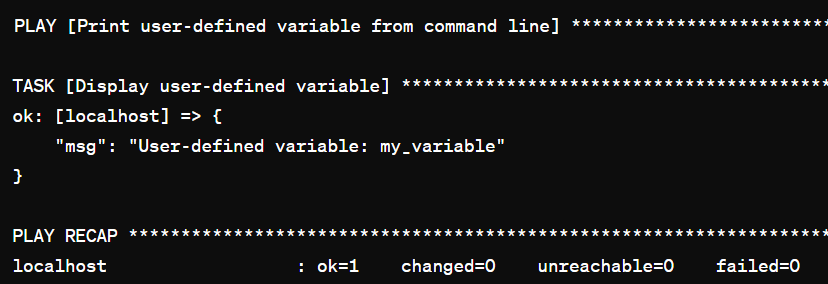 PLAY [Print user-defined variable from command line] *************************
TASK [Display user-defined variable] *****************************************
ok: [localhost] => {
    "msg": "User-defined variable: my_variable"
}
PLAY RECAP *******************************************************************
localhost                  : ok=1    changed=0    unreachable=0    failed=0